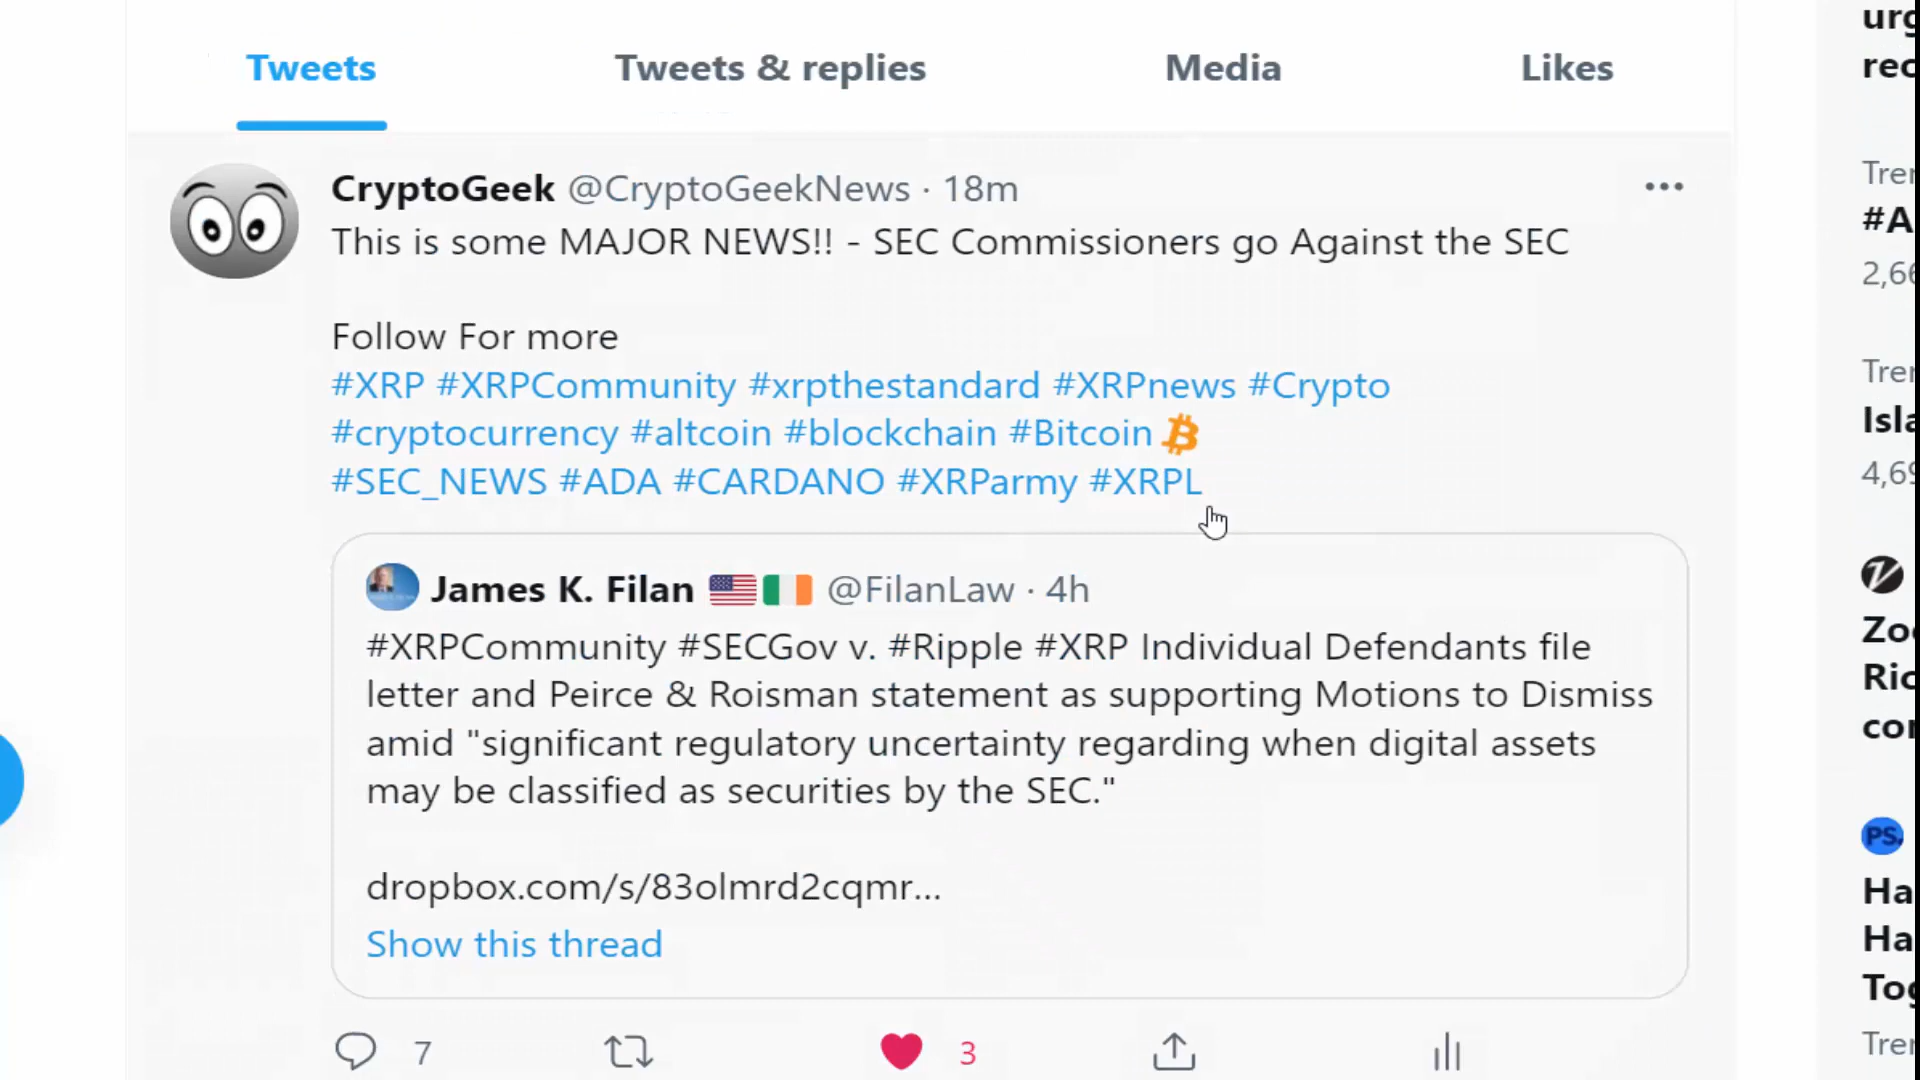 Tweets
Tweets & replies
Media
Likes
CryptoGeek @CryptoGeekNews · 18m
This is some MAJOR NEWS!! - SEC Commissioners go Against the SEC
Follow For more
#XRP #XRPCommunity #xrpthestandard #XRPnews #Crypto
#cryptocurrency #altcoin #blockchain #Bitcoin
#SEC_NEWS #ADA #CARDANO #XRParmy #XRPL
James K. Filan @FilanLaw · 4h
#XRPCommunity #SECGov v. #Ripple #XRP Individual Defendants file
letter and Peirce & Roisman statement as supporting Motions to Dismiss
amid "significant regulatory uncertainty regarding when digital assets
may be classified as securities by the SEC."
dropbox.com/s/83olmrd2cqmr...
Show this thread
7
3
PS.